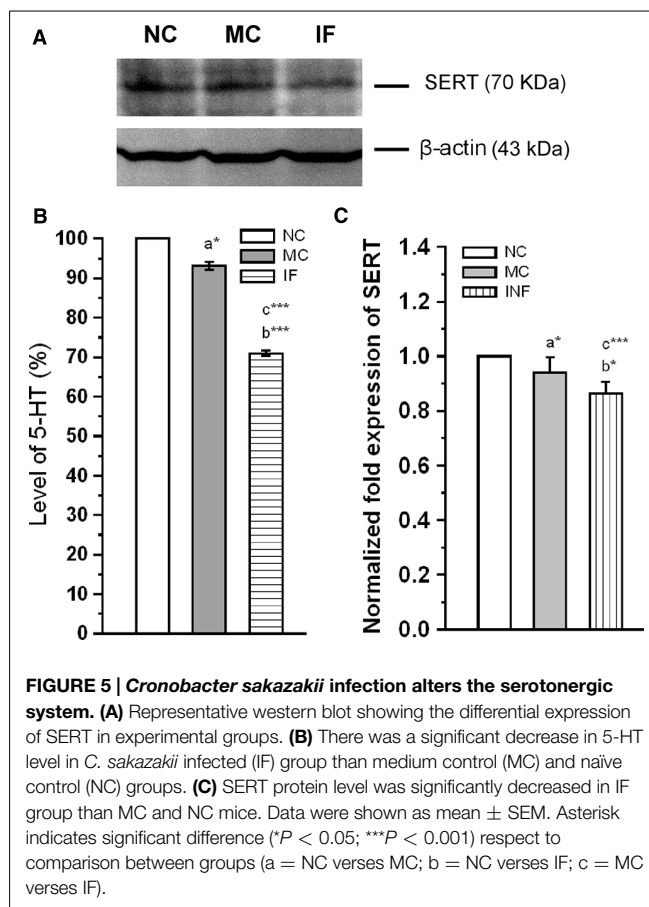 A
NC MC IF
SERT (70 KDa)
β-actin (43 kDa)
B
Level of 5-HT (%)
100
90
80
70
60
50
40
30
20
10
0
a*
c***
b***
NC
MC
IF
C
Normalized fold expression of SERT
1.4
1.2
1.0
0.8
0.6
0.4
0.2
0.0
NC
MC
INF
a*
c***
b*
FIGURE 5 | Cronobacter sakazakii infection alters the serotonergic
system. (A) Representative western blot showing the differential expression
of SERT in experimental groups. (B) There was a significant decrease in 5-HT
level in C. sakazakii infected (IF) group than medium control (MC) and naïve
control (NC) groups. (C) SERT protein level was significantly decreased in IF
group than MC and NC mice. Data were shown as mean ± SEM. Asterisk
indicates significant difference (*P < 0.05; ***P < 0.001) respect to
comparison between groups (a = NC verses MC; b = NC verses IF; c = MC
verses IF).